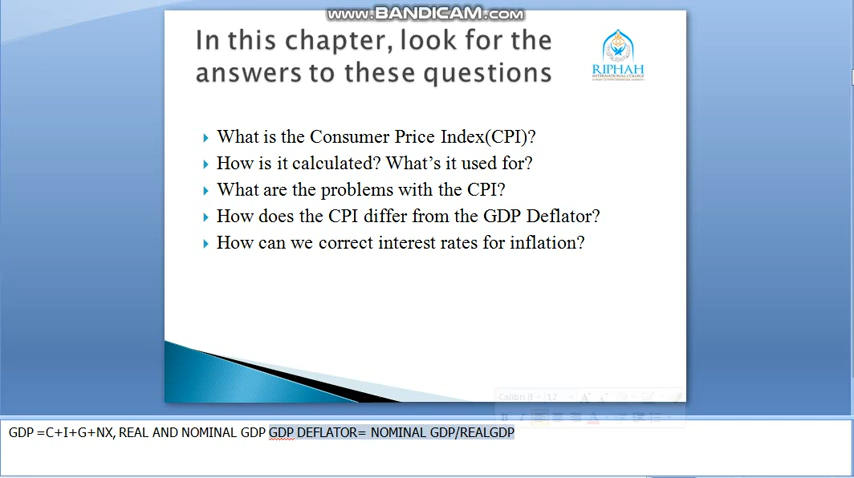 www.BANDICAM.com
In this chapter, look for the
answers to these questions
RIPHAH
INTERNATIONAL COLLEGE
What is the Consumer Price Index(CPI)?
How is it calculated? What's it used for?
What are the problems with the CPI?
How does the CPI differ from the GDP Deflator?
How can we correct interest rates for inflation?
GDP =C+I+G+NX, REAL AND NOMINAL GDP GDP DEFLATOR= NOMINAL GDP/REALGDP